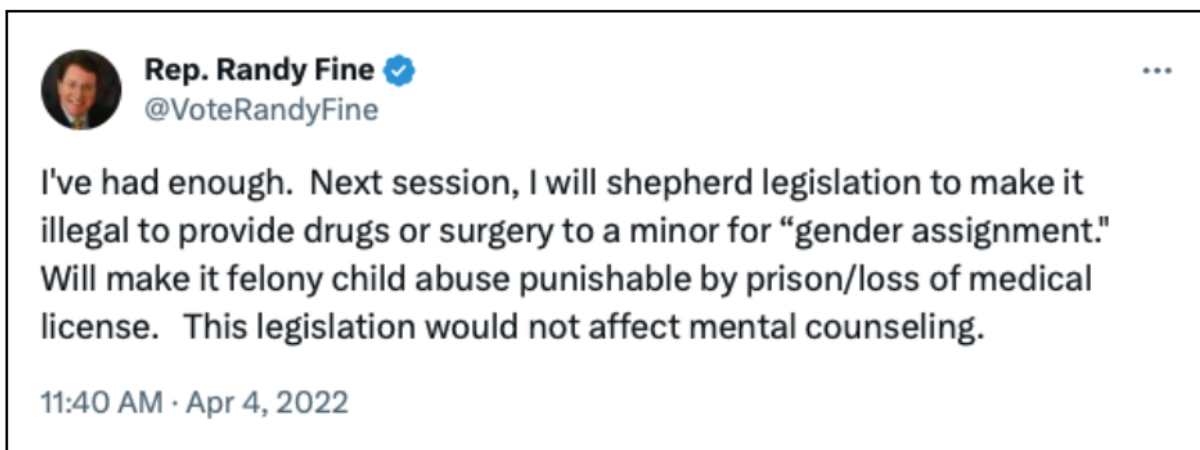 Rep. Randy Fine
@VoteRandyFine
I've had enough.  Next session, I will shepherd legislation to make it
illegal to provide drugs or surgery to a minor for “gender assignment."
Will make it felony child abuse punishable by prison/loss of medical
license.   This legislation would not affect mental counseling.
11:40 AM · Apr 4, 2022